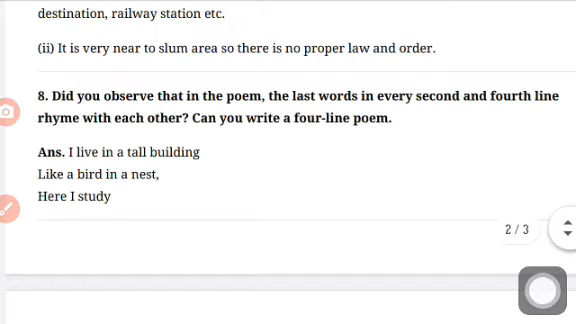 destination, railway station etc.
(ii) It is very near to slum area so there is no proper law and order.
8. Did you observe that in the poem, the last words in every second and fourth line
rhyme with each other? Can you write a four-line poem.
Ans. I live in a tall building
Like a bird in a nest,
Here I study
2 / 3